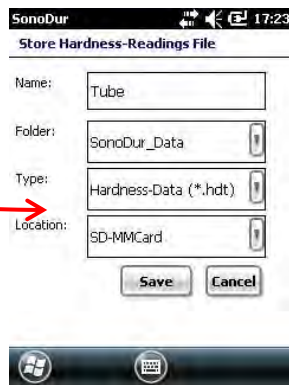 SonoDur 17:23
Store Hardness-Readings File
Name: Tube
Folder: SonoDur_Data
Type: Hardness-Data (*.hdt)
Location: SD-MMCard
Save Cancel